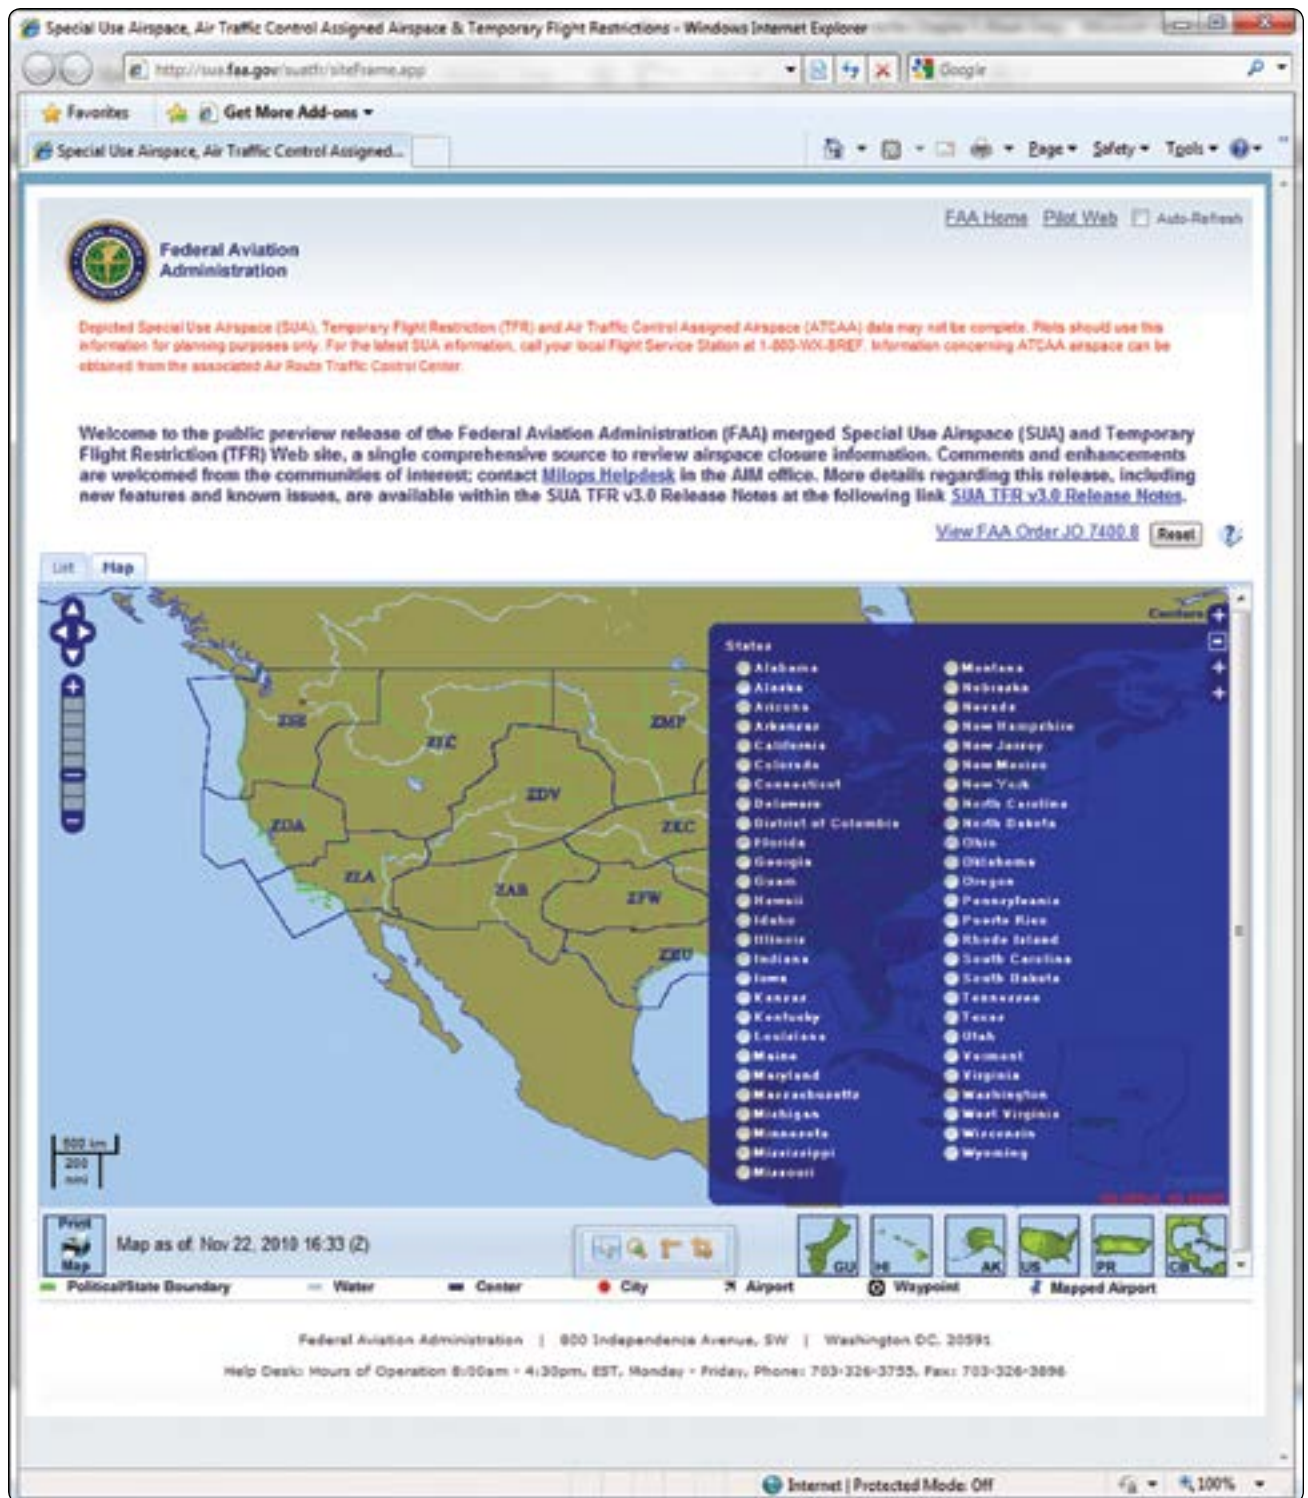 Special Use Airspace, Air Traffic Control Assigned Airspace & Temporary Flight Restrictions - Windows Internet Explorer
http://sua.faa.gov/suatfr/siteFrame.app
Google
Favorites
Get More Add-ons
Special Use Airspace, Air Traffic Control Assigned...
Page
Safety
Tools
FAA Home Pilot Web Auto-Refresh
Federal Aviation
Administration
Depicted Special Use Airspace (SUA), Temporary Flight Restriction (TFR) and Air Traffic Control Assigned Airspace (ATCAA) data may not be complete. Pilots should use this
information for planning purposes only. For the latest SUA information, call your local Flight Service Station at 1-800-WX-BREF. Information concerning ATCAA airspace can be
obtained from the associated Air Route Traffic Control Center.
Welcome to the public preview release of the Federal Aviation Administration (FAA) merged Special Use Airspace (SUA) and Temporary
Flight Restriction (TFR) Web site, a single comprehensive source to review airspace closure information. Comments and enhancements
are welcomed from the communities of interest; contact Milops Helpdesk in the AIM office. More details regarding this release, including
new features and known issues, are available within the SUA TFR v3.0 Release Notes at the following link SUA TFR v3.0 Release Notes.
View FAA Order JO 7400.8 Reset
List Map
Centers
ZSE
ZLC
ZMP
ZDV
ZOA
ZKC
ZLA
ZAB
ZFW
ZHU
States
Alabama
Alaska
Arizona
Arkansas
California
Colorado
Connecticut
Delaware
District of Columbia
Florida
Georgia
Guam
Hawaii
Idaho
Illinois
Indiana
Iowa
Kansas
Kentucky
Louisiana
Maine
Maryland
Massachusetts
Michigan
Minnesota
Mississippi
Missouri
Montana
Nebraska
Nevada
New Hampshire
New Jersey
New Mexico
New York
North Carolina
North Dakota
Ohio
Oklahoma
Oregon
Pennsylvania
Puerto Rico
Rhode Island
South Carolina
South Dakota
Tennessee
Texas
Utah
Vermont
Virginia
Washington
West Virginia
Wisconsin
Wyoming
500 km
200
nmi
Print
Map
Map as of: Nov 22, 2010 16:33 (Z)
GU HI AK US PR CB
Political/State Boundary Water Center City Airport Waypoint Mapped Airport
Federal Aviation Administration | 800 Independence Avenue, SW | Washington DC, 20591
Help Desk: Hours of Operation 8:00am - 4:30pm, EST, Monday - Friday, Phone: 703-326-3755, Fax: 703-326-3896
Internet | Protected Mode: Off
100%